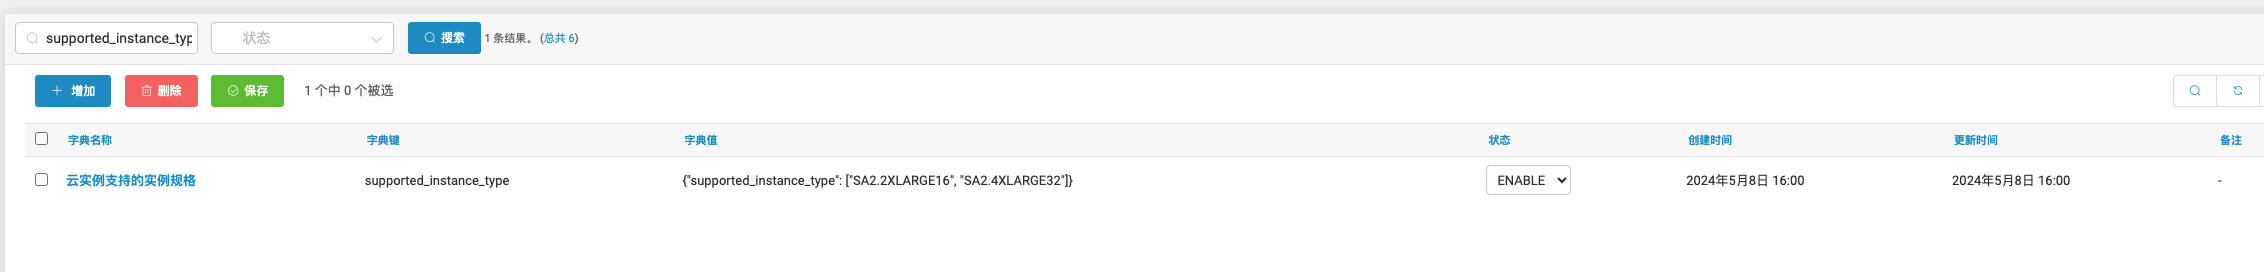 supported_instance_typ 状态 搜索 1 条结果。 (总共 6)
增加 删除 保存 1 个中 0 个被选
字典名称 字典键 字典值 状态 创建时间 更新时间 备注
云实例支持的实例规格 supported_instance_type {"supported_instance_type": ["SA2.2XLARGE16", "SA2.4XLARGE32"]} ENABLE 2024年5月8日 16:00 2024年5月8日 16:00 -